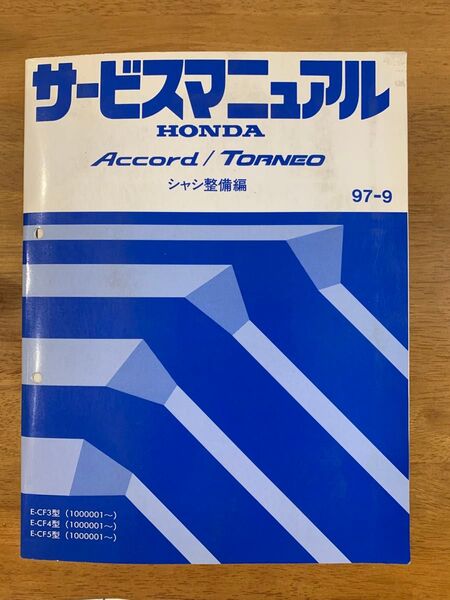 サービスマニュアル
HONDA
Accord / TORNEO
シャシ整備編
97-9
E-CF3型（1000001～）
E-CF4型（1000001～）
E-CF5型（1000001～）